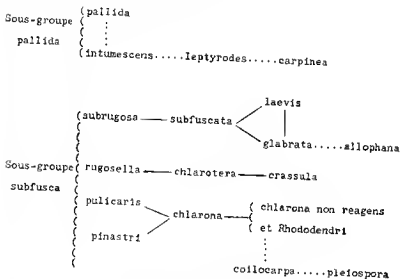 Sous-groupe pallida
pallida
intumescens.....leptyrodes.....carpinea
laevis
subrugosa subfuscata
glabrata.....allophana
Sous-groupe rugosella chlarotera crassula
subfusca
pulicaris chlarona non reagens
chlarona
pinastri et Rhododendri
coilocarpa.....pleiospora